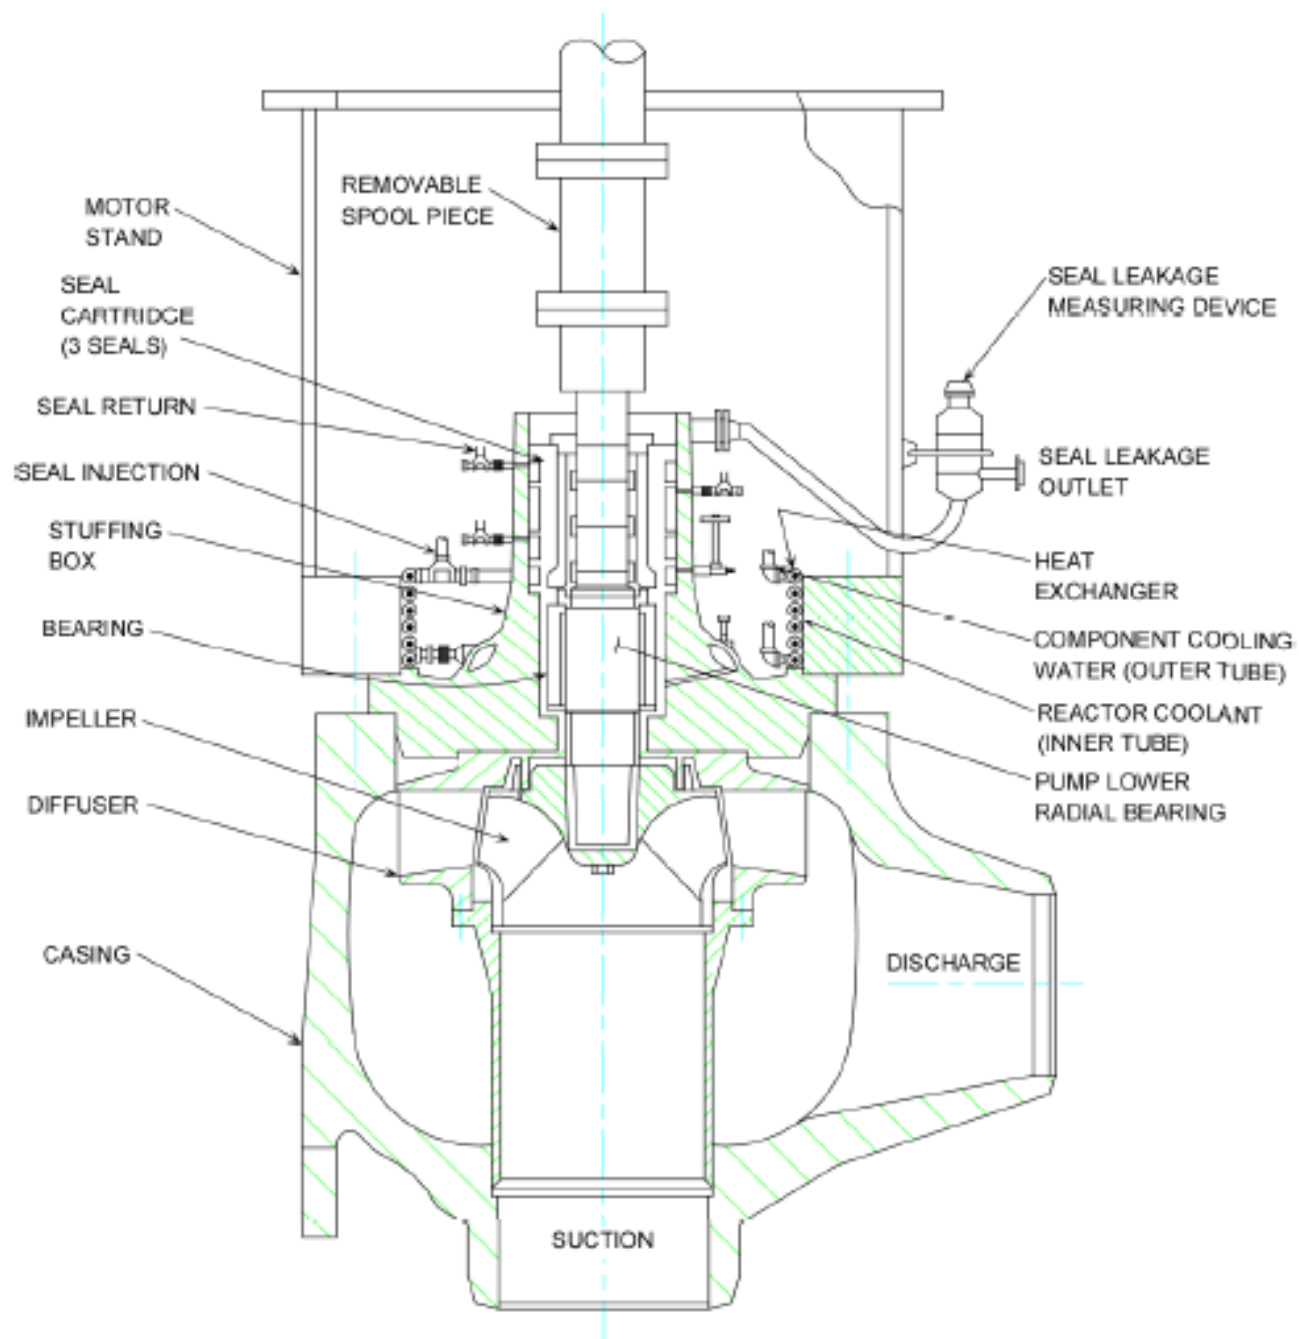 REMOVABLE
SPOOL PIECE
MOTOR
STAND
SEAL
CARTRIDGE
(3 SEALS)
SEAL RETURN
SEAL INJECTION
STUFFING
BOX
BEARING
IMPELLER
DIFFUSER
CASING
SEAL LEAKAGE
MEASURING DEVICE
SEAL LEAKAGE
OUTLET
HEAT
EXCHANGER
COMPONENT COOLING
WATER (OUTER TUBE)
REACTOR COOLANT
(INNER TUBE)
PUMP LOWER
RADIAL BEARING
DISCHARGE
SUCTION